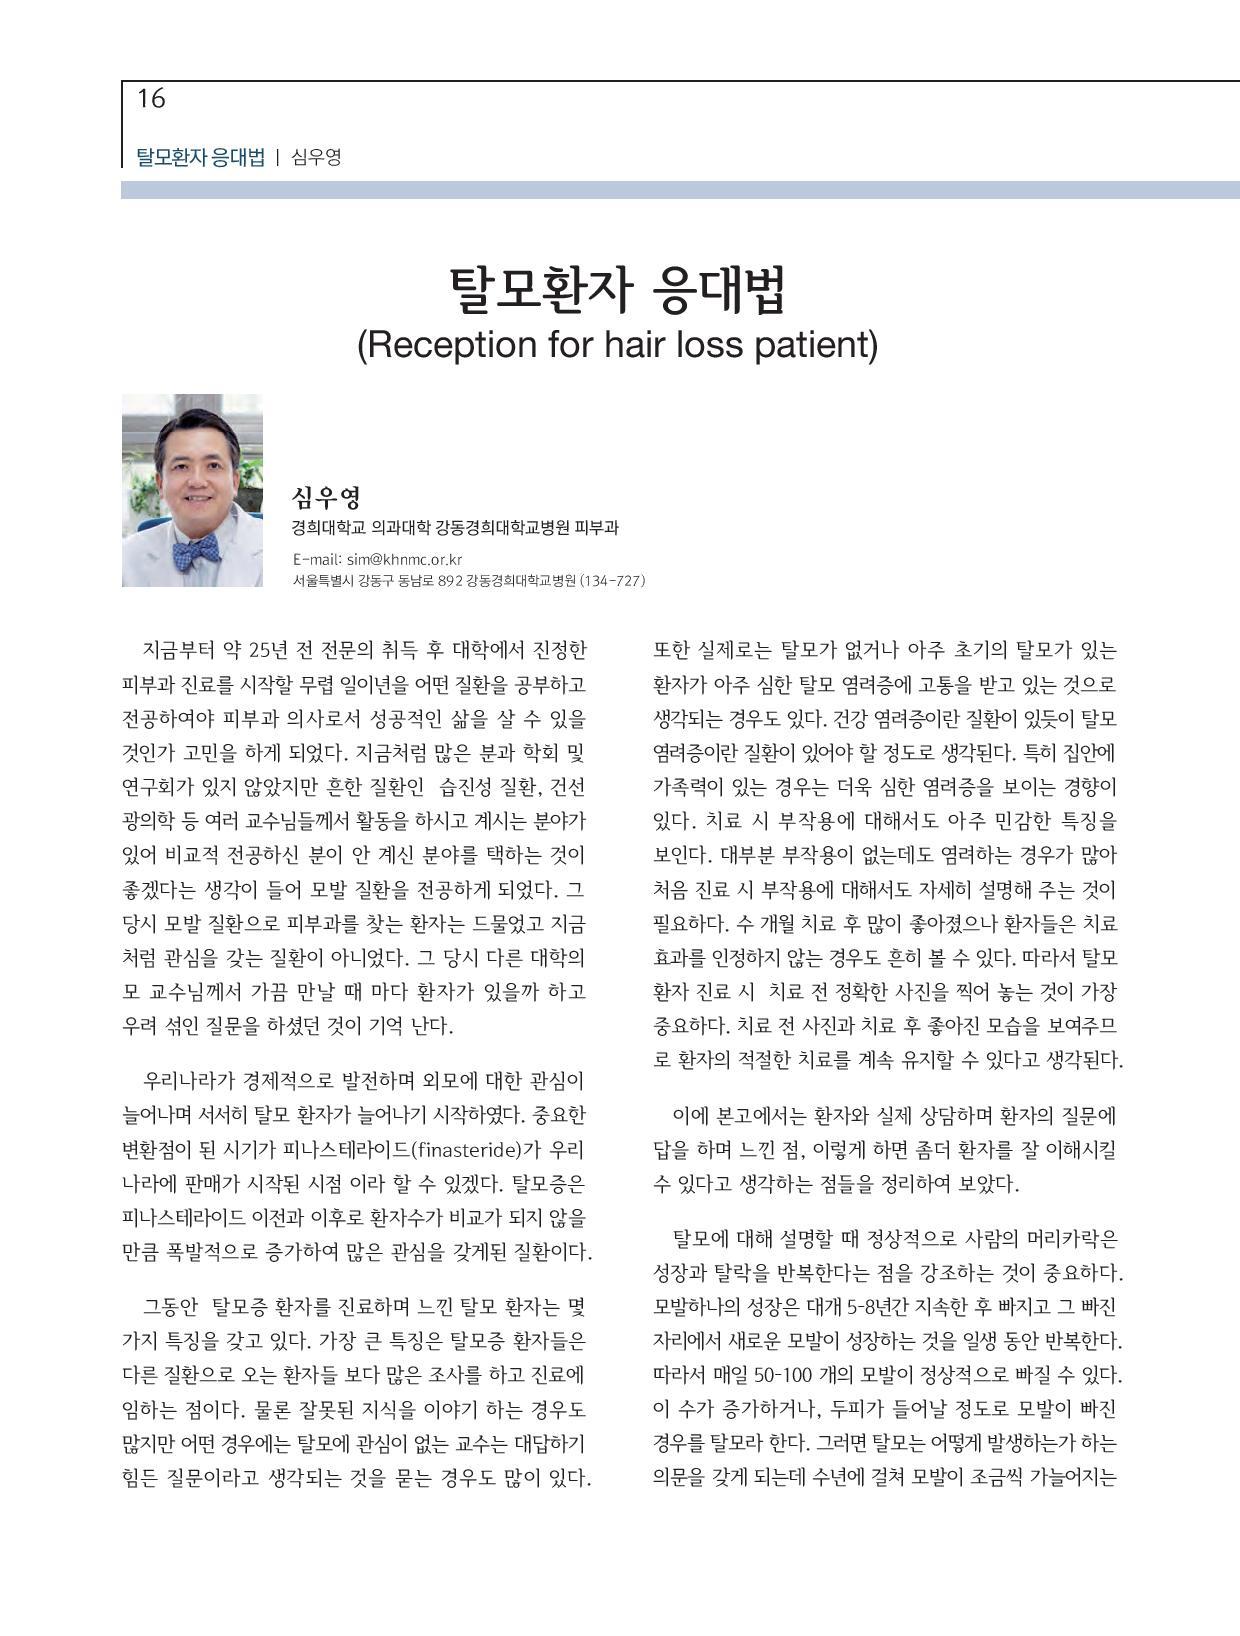 16
탈모환자 응대법 | 심우영
탈모환자 응대법
(Reception for hair loss patient)
심우영
경희대학교 의과대학 강동경희대학교병원 피부과
E-mail: sim@khnmc.or.kr
서울특별시 강동구 동남로 892 강동경희대학교병원 (134-727)
지금부터 약 25년 전 전문의 취득 후 대학에서 진정한
피부과 진료를 시작할 무렵 일이년을 어떤 질환을 공부하고
전공하여야 피부과 의사로서 성공적인 삶을 살 수 있을
것인가 고민을 하게 되었다. 지금처럼 많은 분과 학회 및
연구회가 있지 않았지만 흔한 질환인 습진성 질환, 건선
광의학 등 여러 교수님들께서 활동을 하시고 계시는 분야가
있어 비교적 전공하신 분이 안 계신 분야를 택하는 것이
좋겠다는 생각이 들어 모발 질환을 전공하게 되었다. 그
당시 모발 질환으로 피부과를 찾는 환자는 드물었고 지금
처럼 관심을 갖는 질환이 아니었다. 그 당시 다른 대학의
모 교수님께서 가끔 만날 때 마다 환자가 있을까 하고
우려 섞인 질문을 하셨던 것이 기억 난다.
우리나라가 경제적으로 발전하며 외모에 대한 관심이
늘어나며 서서히 탈모 환자가 늘어나기 시작하였다. 중요한
변환점이 된 시기가 피나스테라이드(finasteride)가 우리
나라에 판매가 시작된 시점 이라 할 수 있겠다. 탈모증은
피나스테라이드 이전과 이후로 환자수가 비교가 되지 않을
만큼 폭발적으로 증가하여 많은 관심을 갖게된 질환이다.
그동안 탈모증 환자를 진료하며 느낀 탈모 환자는 몇
가지 특징을 갖고 있다. 가장 큰 특징은 탈모증 환자들은
다른 질환으로 오는 환자들 보다 많은 조사를 하고 진료에
임하는 점이다. 물론 잘못된 지식을 이야기 하는 경우도
많지만 어떤 경우에는 탈모에 관심이 없는 교수는 대답하기
힘든 질문이라고 생각되는 것을 묻는 경우도 많이 있다.
또한 실제로는 탈모가 없거나 아주 초기의 탈모가 있는
환자가 아주 심한 탈모 염려증에 고통을 받고 있는 것으로
생각되는 경우도 있다. 건강 염려증이란 질환이 있듯이 탈모
염려증이란 질환이 있어야 할 정도로 생각된다. 특히 집안에
가족력이 있는 경우는 더욱 심한 염려증을 보이는 경향이
있다. 치료 시 부작용에 대해서도 아주 민감한 특징을
보인다. 대부분 부작용이 없는데도 염려하는 경우가 많아
처음 진료 시 부작용에 대해서도 자세히 설명해 주는 것이
필요하다. 수 개월 치료 후 많이 좋아졌으나 환자들은 치료
효과를 인정하지 않는 경우도 흔히 볼 수 있다. 따라서 탈모
환자 진료 시 치료 전 정확한 사진을 찍어 놓는 것이 가장
중요하다. 치료 전 사진과 치료 후 좋아진 모습을 보여주므
로 환자의 적절한 치료를 계속 유지할 수 있다고 생각된다.
이에 본고에서는 환자와 실제 상담하며 환자의 질문에
답을 하며 느낀 점, 이렇게 하면 좀더 환자를 잘 이해시킬
수 있다고 생각하는 점들을 정리하여 보았다.
탈모에 대해 설명할 때 정상적으로 사람의 머리카락은
성장과 탈락을 반복한다는 점을 강조하는 것이 중요하다.
모발하나의 성장은 대개 5-8년간 지속한 후 빠지고 그 빠진
자리에서 새로운 모발이 성장하는 것을 일생 동안 반복한다.
따라서 매일 50-100 개의 모발이 정상적으로 빠질 수 있다.
이 수가 증가하거나, 두피가 들어날 정도로 모발이 빠진
경우를 탈모라 한다. 그러면 탈모는 어떻게 발생하는가 하는
의문을 갖게 되는데 수년에 걸쳐 모발이 조금씩 가늘어지는